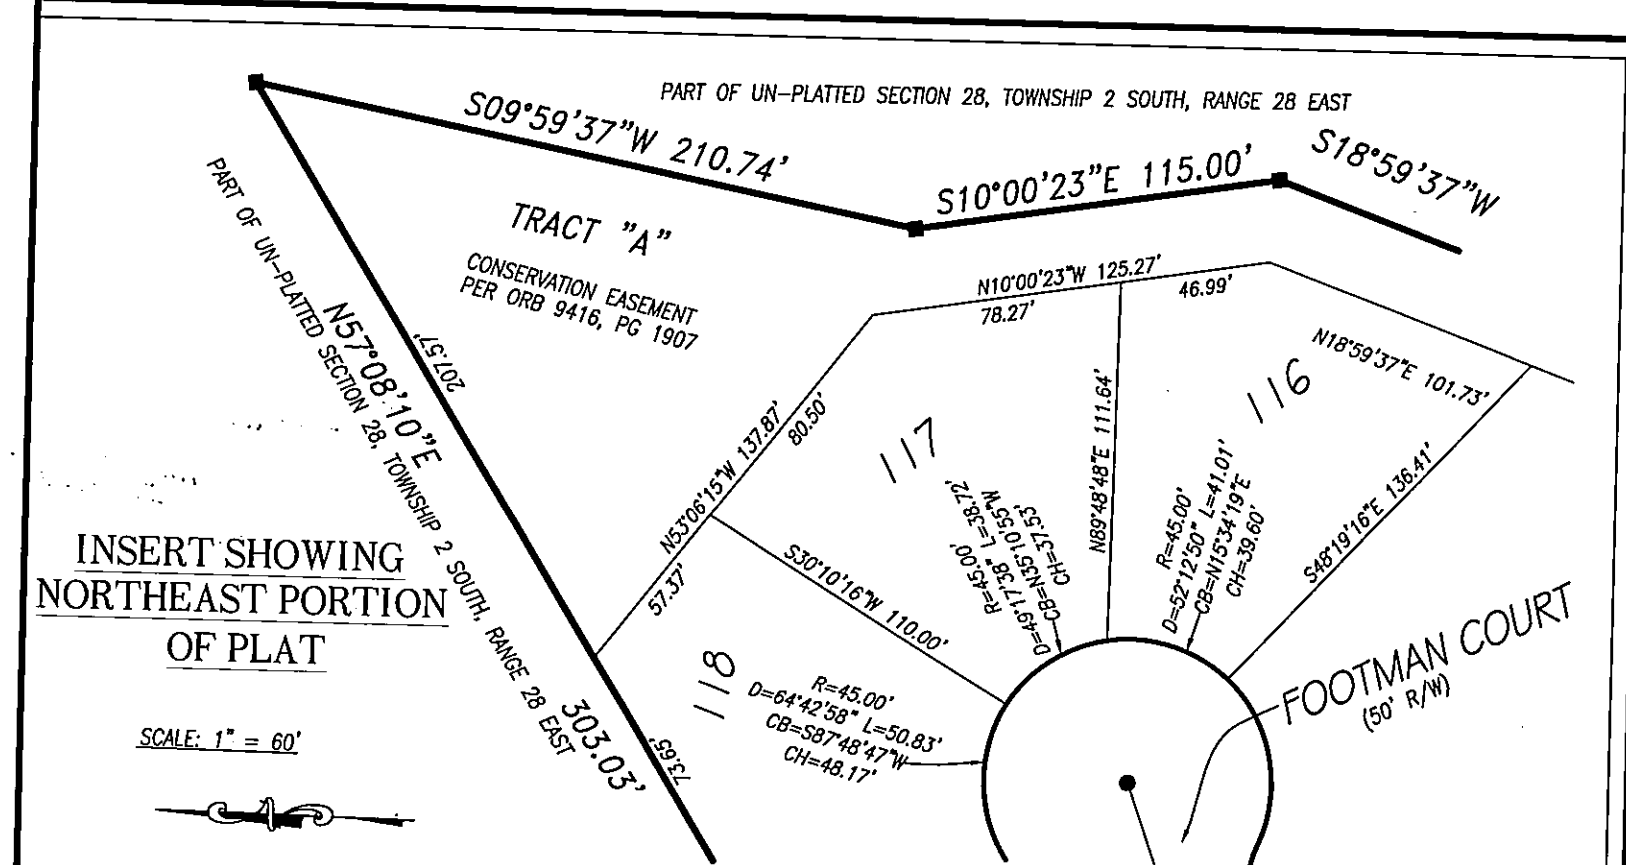 PART OF UN-PLATTED SECTION 28, TOWNSHIP 2 SOUTH, RANGE 28 EAST
S09°59'37"W 210.74'
S10°00'23"E 115.00'
S18°59'37"W
TRACT "A"
CONSERVATION EASEMENT
PER ORB 9416, PG 1907
PART OF UN-PLATTED SECTION 28, TOWNSHIP 2 SOUTH, RANGE 28 EAST
N57°08'10"E 303.03'
207.57'
73.65'
N10°00'23"W 125.27'
78.27'
46.99'
N18°59'37"E 101.73'
N53°06'15"W 137.87'
80.50'
57.37'
117
116
118
N89°48'48"E 111.64'
S48°19'16"E 136.41'
S30°10'16"W 110.00'
R=45.00'
D=49°17'38" L=38.72'
CB=N35°10'55"W
CH=37.53'
R=45.00'
D=52°12'50" L=41.01'
CB=N15°34'19"E
CH=39.60'
R=45.00'
D=64°42'58" L=50.83'
CB=S87°48'47"W
CH=48.17'
FOOTMAN COURT
(50' R/W)
INSERT SHOWING
NORTHEAST PORTION
OF PLAT
SCALE: 1" = 60'